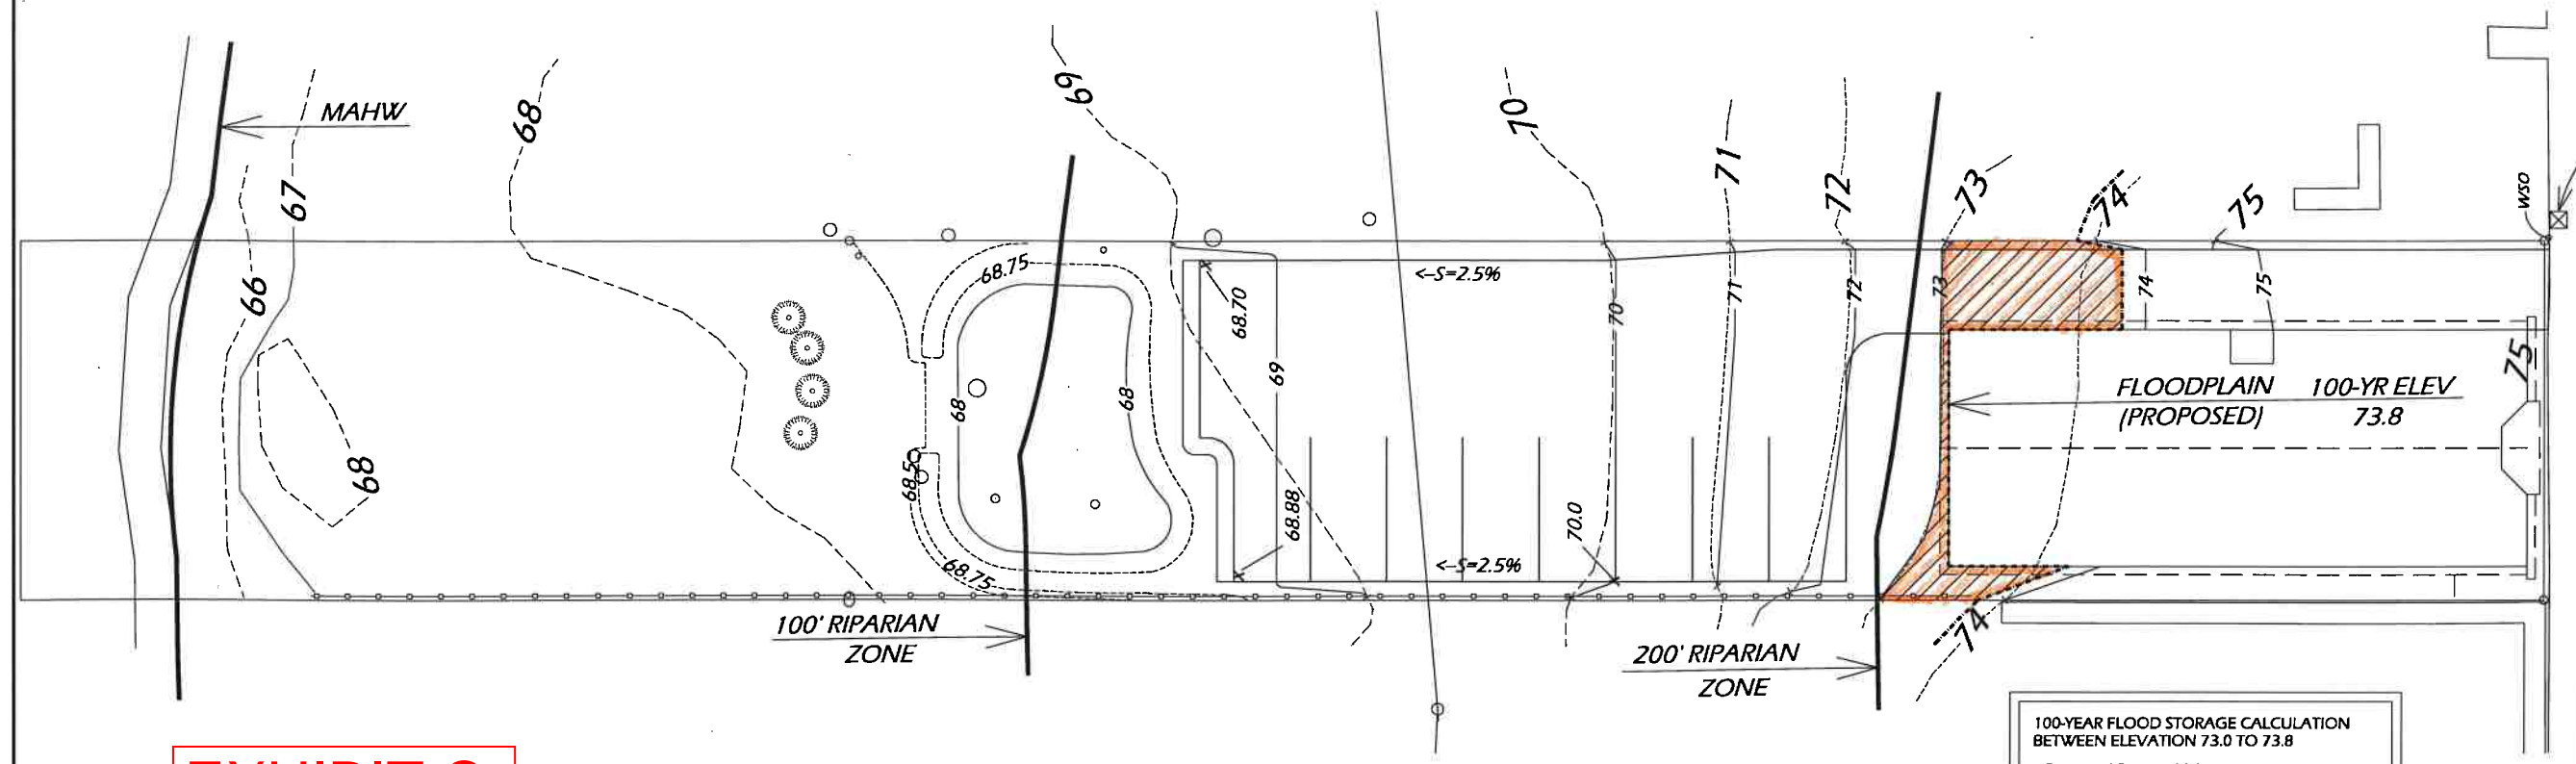 MAHW
66
67
68
68
69
70
71
72
73
74
75
WSO
68.75
68
68
68.5
68.75
68.70
68.88
69
<-S=2.5%
<-S=2.5%
70
70.0
71
72
73
74
75
75
FLOODPLAIN 100-YR ELEV
(PROPOSED) 73.8
74
100' RIPARIAN
ZONE
200' RIPARIAN
ZONE
100-YEAR FLOOD STORAGE CALCULATION
BETWEEN ELEVATION 73.0 TO 73.8